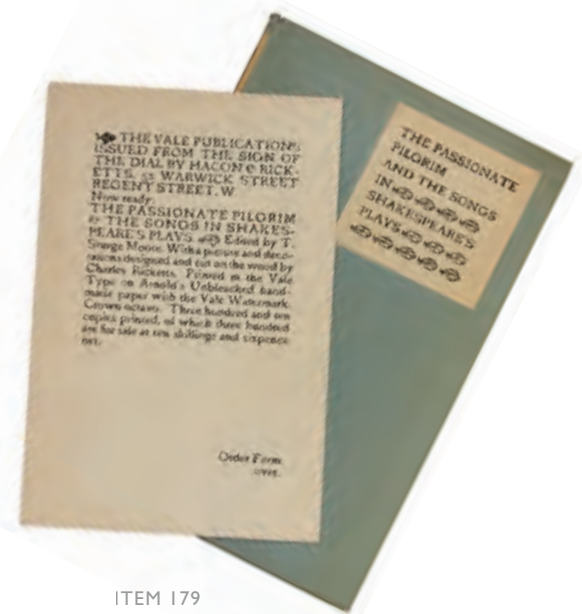 THE VALE PUBLICATIONS
ISSUED FROM THE SIGN OF
THE DIAL BY HACON & RICK-
ETTS, 52 WARWICK STREET
REGENT STREET, W.
Now ready:
THE PASSIONATE PILGRIM
& THE SONGS IN SHAKES-
PEARE'S PLAYS. Edited by T.
Sturge Moore. With a picture and deco-
rations designed and cut on the wood by
Charles Ricketts. Printed in the Vale
Type on Arnold's Unbleached hand-
made paper with the Vale Watermark.
Crown octavo. Three hundred and ten
copies printed, of which three hundred
are for sale at ten shillings and sixpence
net.
Order Form
over.
THE PASSIONATE
PILGRIM
AND THE SONGS
IN
SHAKESPEARE'S
PLAYS
ITEM 179